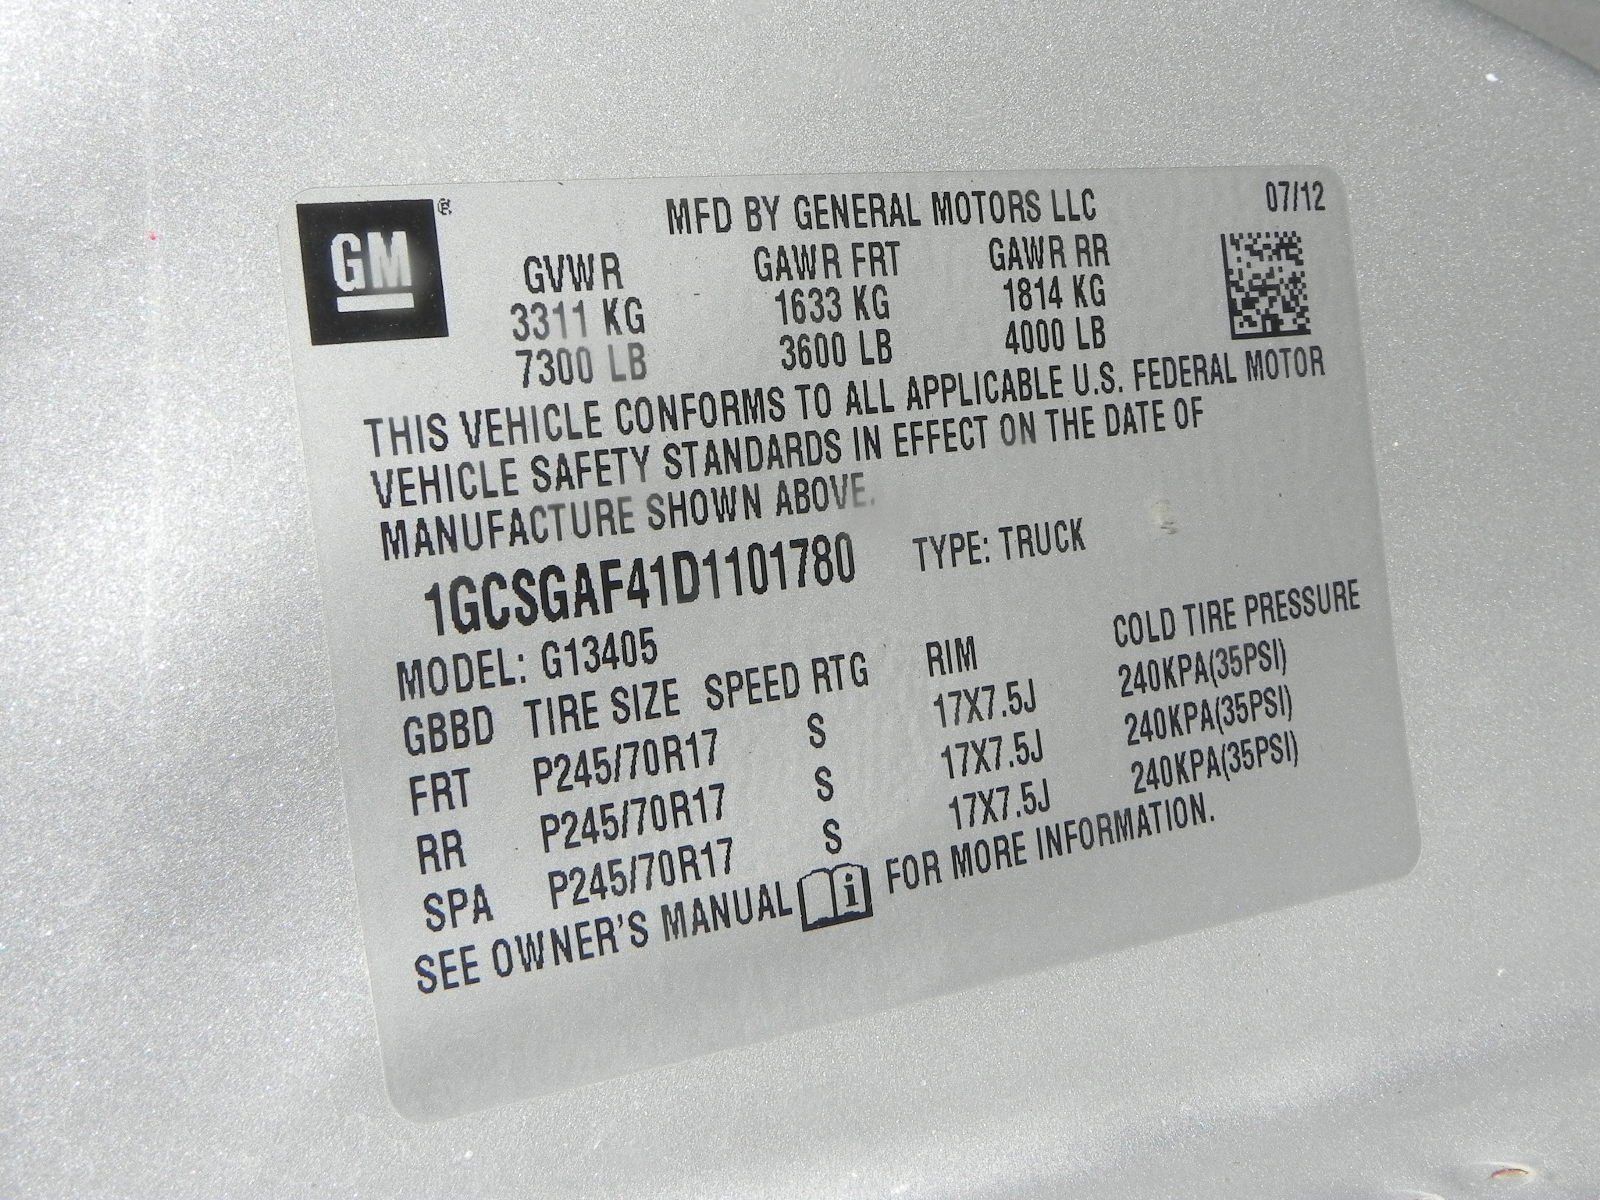 GM
MFD BY GENERAL MOTORS LLC 07/12
GVWR GAWR FRT GAWR RR
3311 KG 1633 KG 1814 KG
7300 LB 3600 LB 4000 LB
THIS VEHICLE CONFORMS TO ALL APPLICABLE U.S. FEDERAL MOTOR
VEHICLE SAFETY STANDARDS IN EFFECT ON THE DATE OF
MANUFACTURE SHOWN ABOVE.
1GCSGAF41D1101780 TYPE: TRUCK
MODEL: G13405
GBBD TIRE SIZE SPEED RTG RIM COLD TIRE PRESSURE
FRT P245/70R17 S 17X7.5J 240KPA(35PSI)
RR P245/70R17 S 17X7.5J 240KPA(35PSI)
SPA P245/70R17 S 17X7.5J 240KPA(35PSI)
SEE OWNER'S MANUAL i FOR MORE INFORMATION.